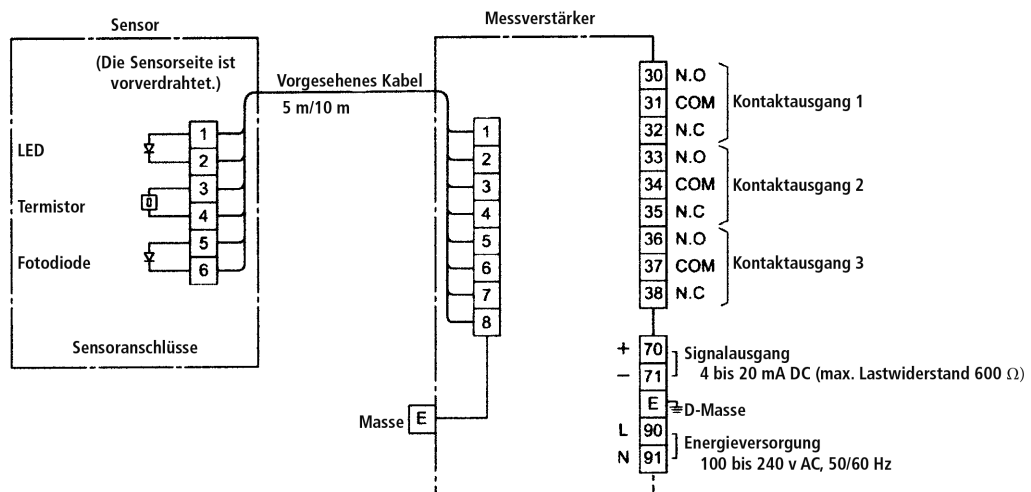 Sensor
Messverstärker
(Die Sensorseite ist
vorverdrahtet.)
Vorgesehenes Kabel
5 m/10 m
LED
Termistor
Fotodiode
1
2
3
4
5
6
Sensoranschlüsse
1
2
3
4
5
6
7
8
Masse E
30 N.O
31 COM
32 N.C
Kontaktausgang 1
33 N.O
34 COM
35 N.C
Kontaktausgang 2
36 N.O
37 COM
38 N.C
Kontaktausgang 3
+ 70
− 71
Signalausgang
4 bis 20 mA DC (max. Lastwiderstand 600 Ω)
E D-Masse
L 90
N 91
Energieversorgung
100 bis 240 v AC, 50/60 Hz